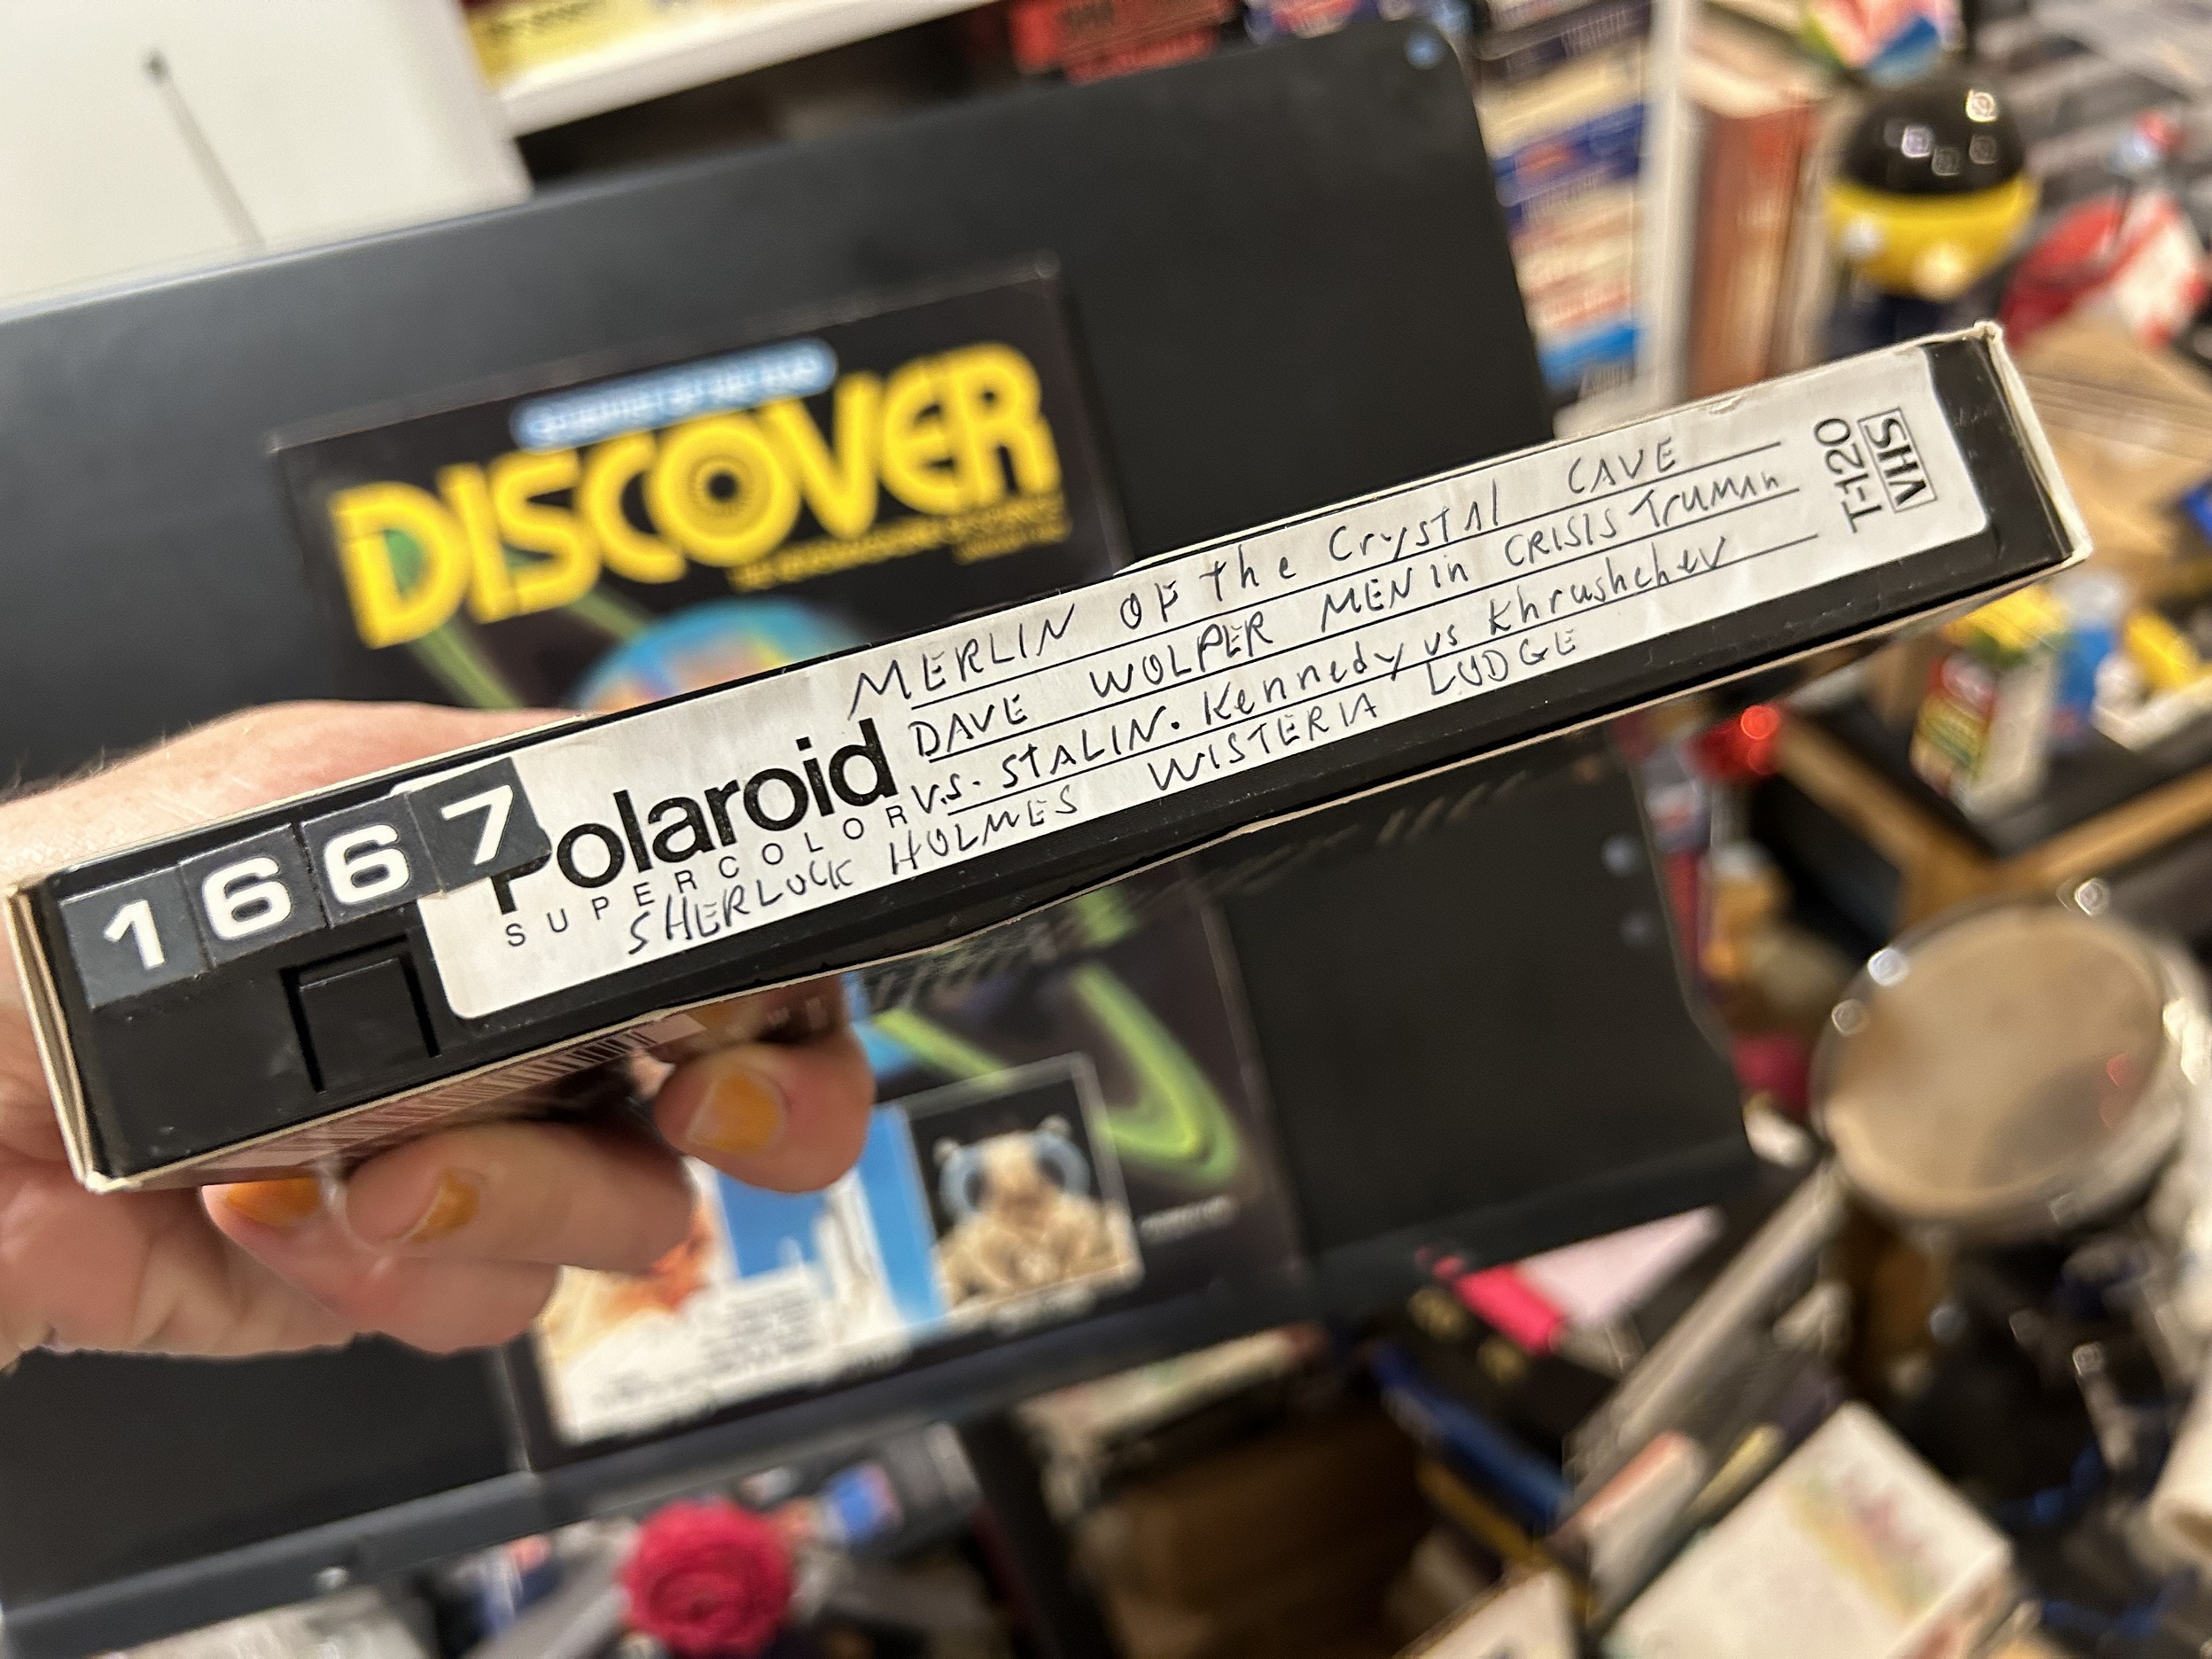 DISCOVER
1667
Polaroid
SUPERCOLOR
MERLIN OF the Crystal CAVE
DAVE WOLPER MEN in CRISIS Truman
V.S. STALIN. Kennedy vs Khrushchev
SHERLOCK HOLMES WISTERIA LODGE
T-120
VHS